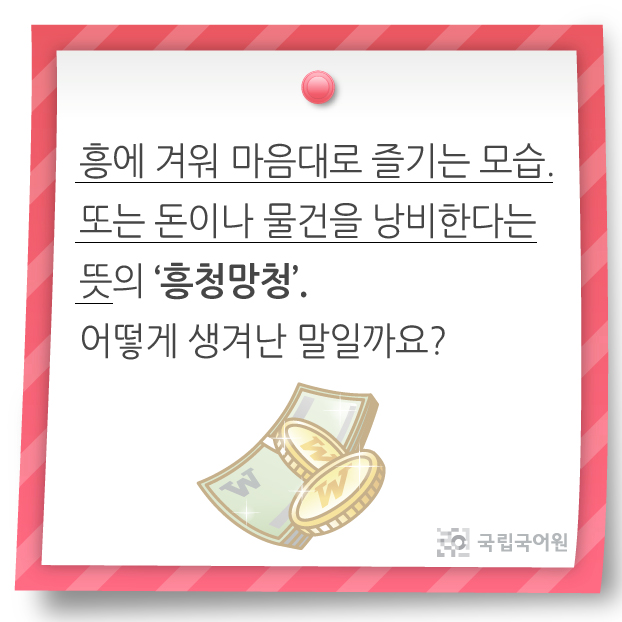 흥에 겨워 마음대로 즐기는 모습.
또는 돈이나 물건을 낭비한다는
뜻의 ‘흥청망청’.
어떻게 생겨난 말일까요?
W
W
W
국립국어원